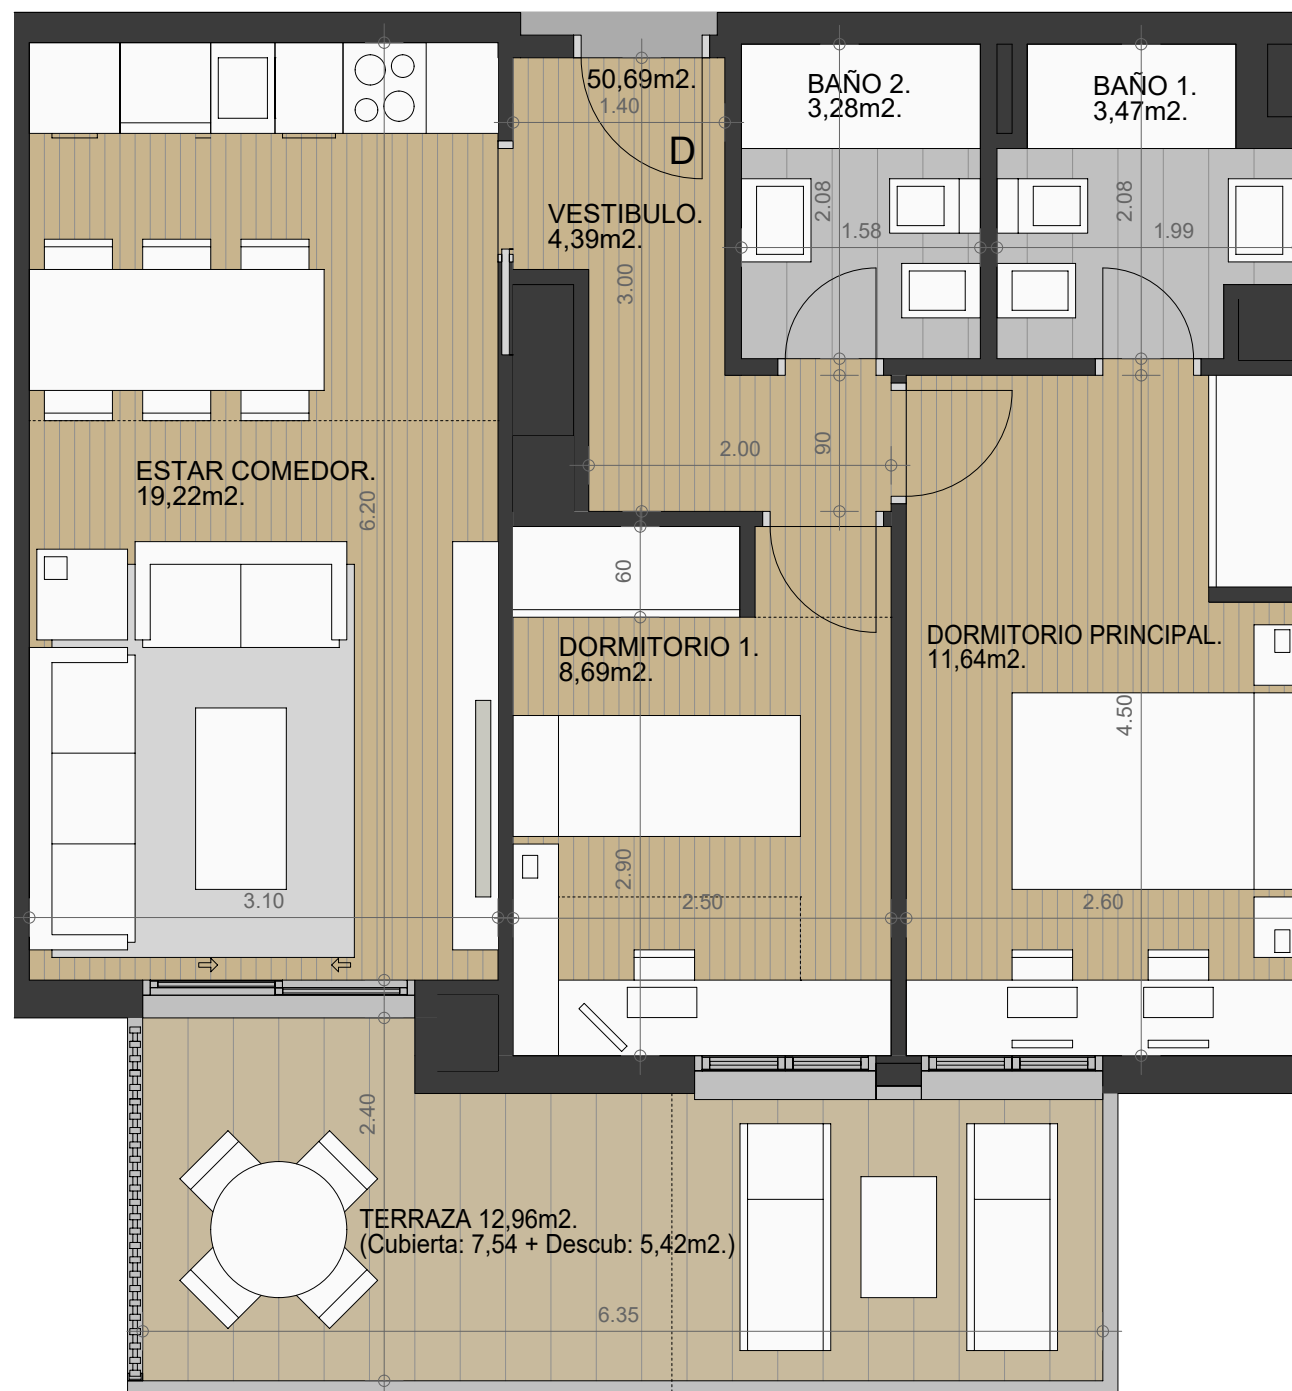 50,69m2.
1.40
D
BAÑO 2.
3,28m2.
BAÑO 1.
3,47m2.
VESTIBULO.
4,39m2.
2.08
1.58
2.08
1.99
3.00
ESTAR COMEDOR.
19,22m2.
6.20
2.00
90
60
DORMITORIO 1.
8,69m2.
DORMITORIO PRINCIPAL.
11,64m2.
4.50
2.90
3.10
2.50
2.60
2.40
TERRAZA 12,96m2.
(Cubierta: 7,54 + Descub: 5,42m2.)
6.35